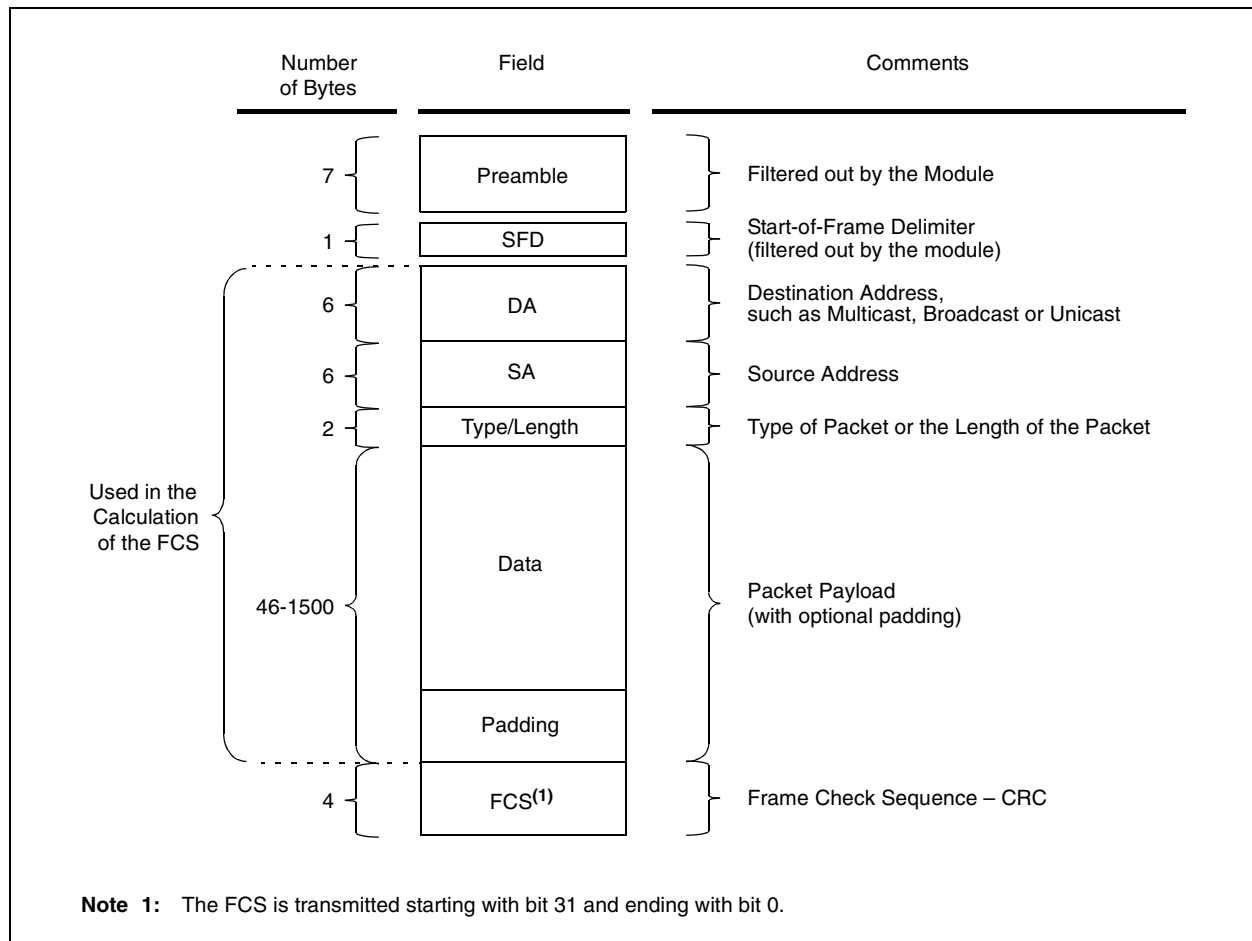 Number
of Bytes
Field
Comments
7
Preamble
Filtered out by the Module
1
SFD
Start-of-Frame Delimiter
(filtered out by the module)
6
DA
Destination Address,
such as Multicast, Broadcast or Unicast
6
SA
Source Address
2
Type/Length
Type of Packet or the Length of the Packet
Used in the
Calculation
of the FCS
46-1500
Data
Packet Payload
(with optional padding)
Padding
4
FCS(1)
Frame Check Sequence – CRC
Note 1: The FCS is transmitted starting with bit 31 and ending with bit 0.